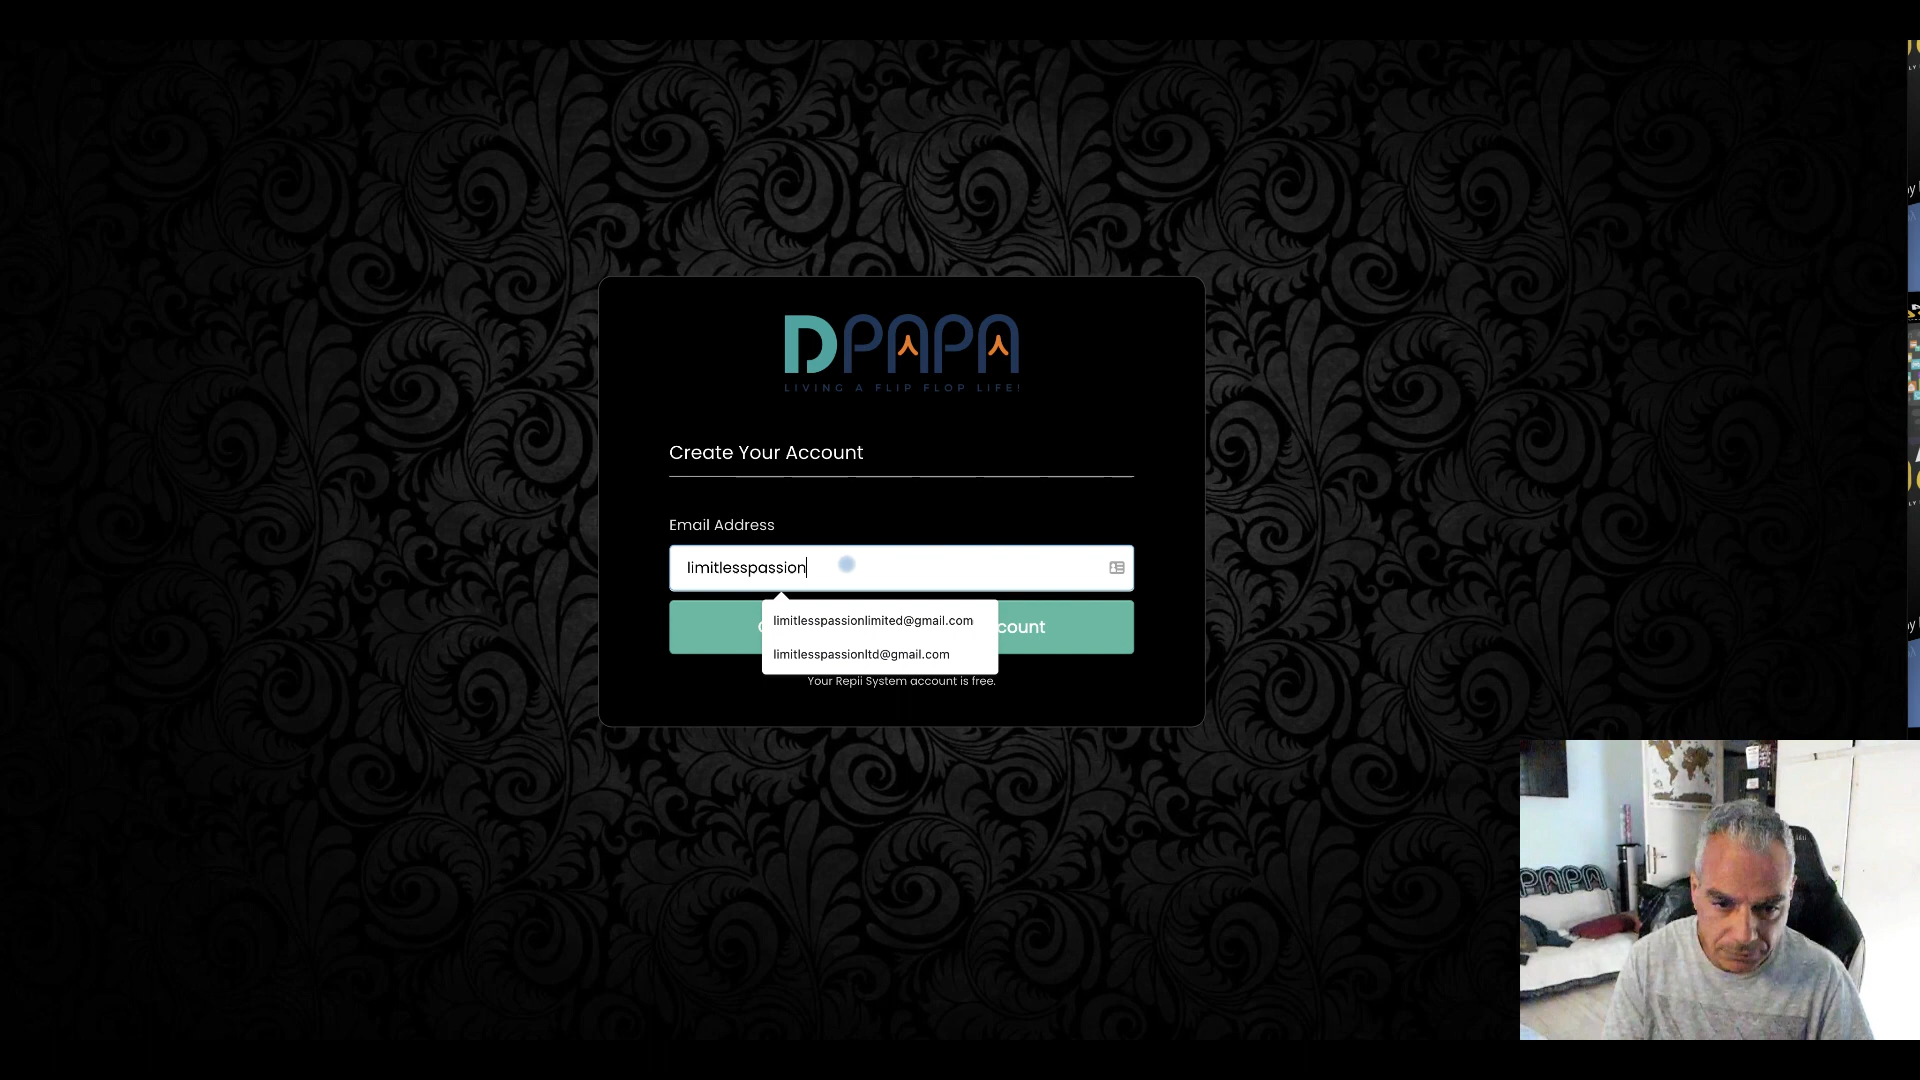 DPAPA
LIVING A FLIP FLOP LIFE!
Create Your Account
Email Address
limitlesspassion
limitlesspassionlimited@gmail.com
count
limitlesspassionltd@gmail.com
Your Repii System account is free.
PAPA